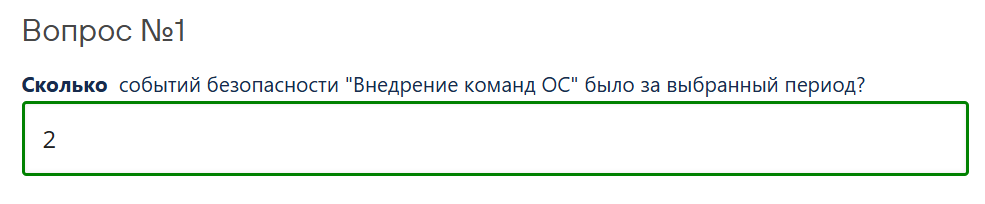 Вопрос №1
Сколько событий безопасности "Внедрение команд ОС" было за выбранный период?
2